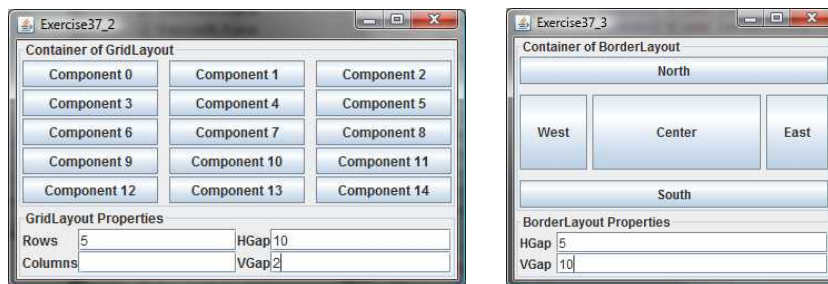 Exercise37_2
Container of GridLayout
Component 0 Component 1 Component 2
Component 3 Component 4 Component 5
Component 6 Component 7 Component 8
Component 9 Component 10 Component 11
Component 12 Component 13 Component 14
GridLayout Properties
Rows 5 HGap 10
Columns VGap 2
Exercise37_3
Container of BorderLayout
North
West Center East
South
BorderLayout Properties
HGap 5
VGap 10